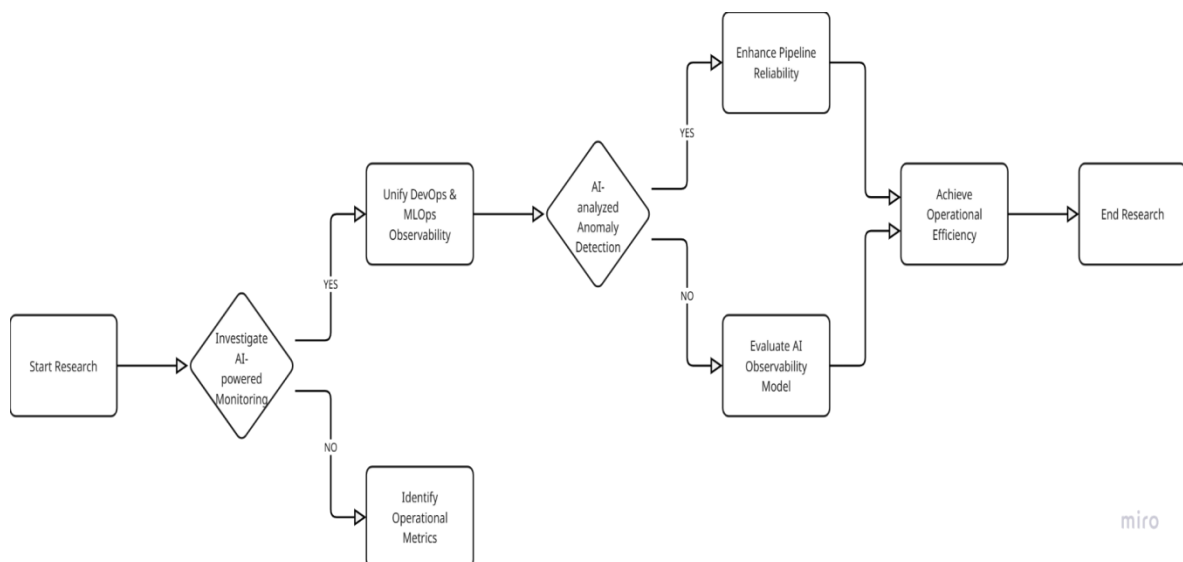 Start Research
Investigate
AI-
powered
Monitoring
YES
NO
Unify DevOps &
MLOps
Observability
Identify
Operational
Metrics
AI-
analyzed
Anomaly
Detection
YES
NO
Enhance Pipeline
Reliability
Evaluate AI
Observability
Model
Achieve
Operational
Efficiency
End Research
miro